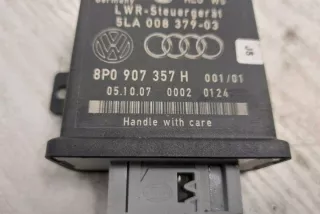 Germany
LWR-Steuergerät
5LA 008 379-03
8P0 907 357 H 001/01
05.10.07 0002 0124
Handle with care